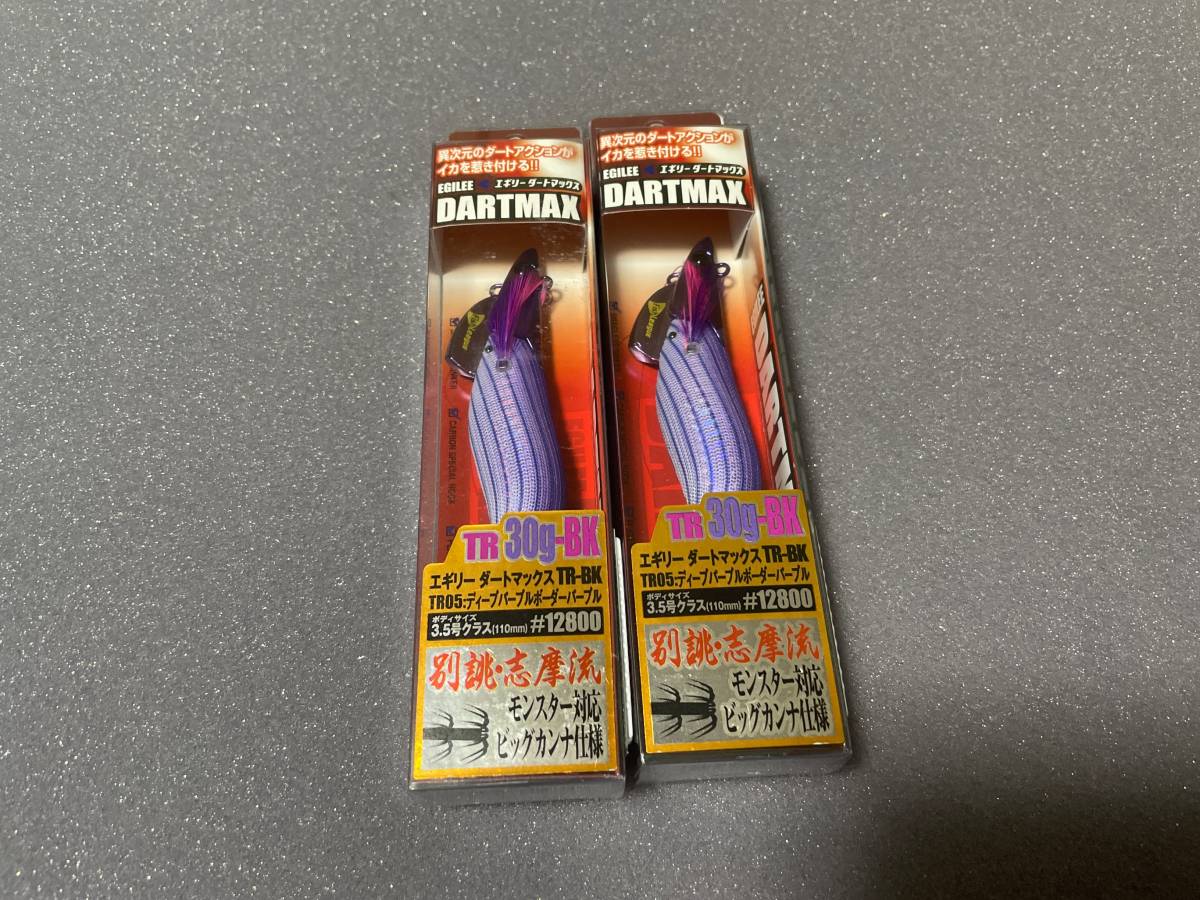 異次元のダートアクションが
イカを惹き付ける!!
EGILEE エギリー ダートマックス
DARTMAX
FishLeague
CARBON SPECIAL HOOK
TR 30g-BK
エギリー ダートマックス TR-BK
TR05:ディープパープルボーダーパープル
ボディサイズ
3.5号クラス(110mm) #12800
別誂・志摩流
モンスター対応
ビッグカンナ仕様
異次元のダートアクションが
イカを惹き付ける!!
EGILEE エギリー ダートマックス
DARTMAX
FishLeague
TR 30g-BK
エギリー ダートマックス TR-BK
TR05:ディープパープルボーダーパープル
ボディサイズ
3.5号クラス(110mm) #12800
別誂・志摩流
モンスター対応
ビッグカンナ仕様